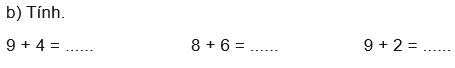 b) Tính.
9 + 4 = ...... 8 + 6 = ...... 9 + 2 = ......